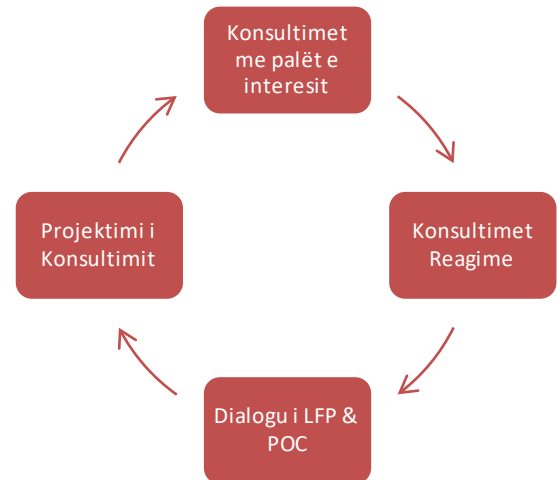 Konsultimet
me palët e
interesit
Projektimi i
Konsultimit
Konsultimet
Reagime
Dialogu i LFP &
POC